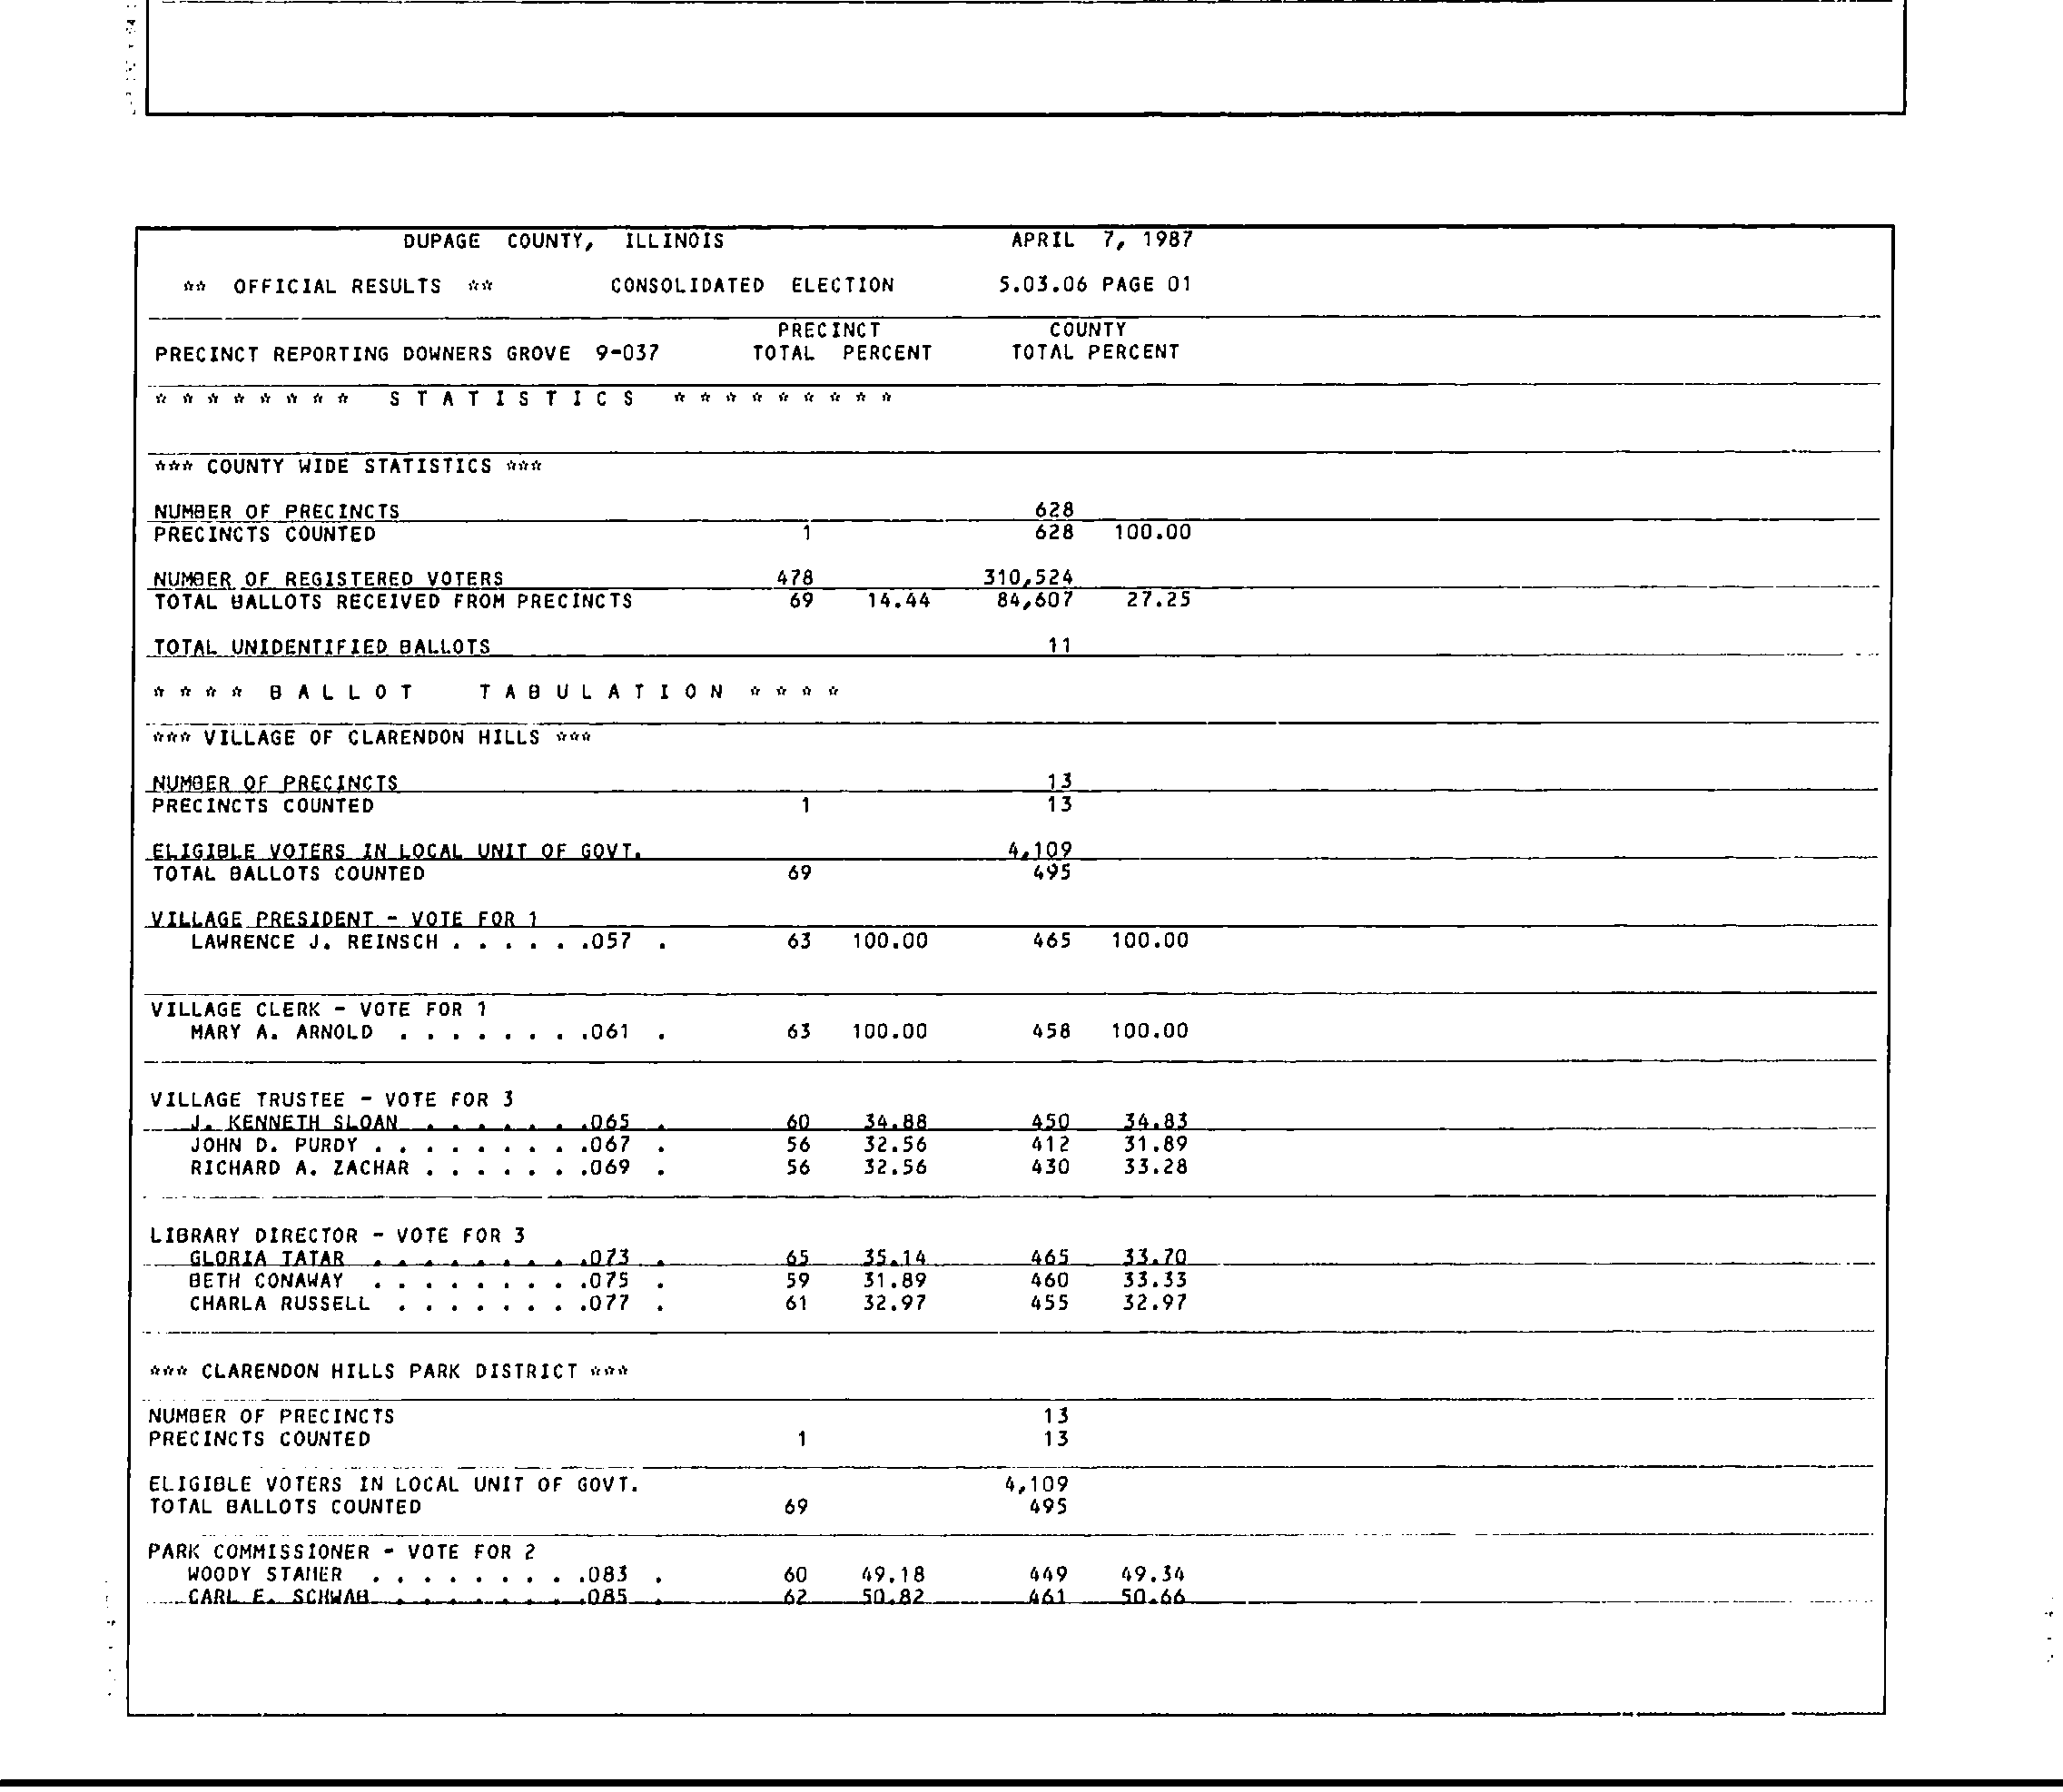 DUPAGE COUNTY, ILLINOIS APRIL 7, 1987
** OFFICIAL RESULTS ** CONSOLIDATED ELECTION 5.03.06 PAGE 01
PRECINCT COUNTY
PRECINCT REPORTING DOWNERS GROVE 9-037 TOTAL PERCENT TOTAL PERCENT
* * * * * * * * S T A T I S T I C S * * * * * * * * *
*** COUNTY WIDE STATISTICS ***
NUMBER OF PRECINCTS 628
PRECINCTS COUNTED 1 628 100.00
NUMBER OF REGISTERED VOTERS 478 310,524
TOTAL BALLOTS RECEIVED FROM PRECINCTS 69 14.44 84,607 27.25
TOTAL UNIDENTIFIED BALLOTS 11
* * * * B A L L O T T A B U L A T I O N * * * *
*** VILLAGE OF CLARENDON HILLS ***
NUMBER OF PRECINCTS 13
PRECINCTS COUNTED 1 13
ELIGIBLE VOTERS IN LOCAL UNIT OF GOVT. 4,109
TOTAL BALLOTS COUNTED 69 495
VILLAGE PRESIDENT - VOTE FOR 1
LAWRENCE J. REINSCH . . . . . .057 . 63 100.00 465 100.00
VILLAGE CLERK - VOTE FOR 1
MARY A. ARNOLD . . . . . . . .061 . 63 100.00 458 100.00
VILLAGE TRUSTEE - VOTE FOR 3
J. KENNETH SLOAN . . . . . . .065 . 60 34.88 450 34.83
JOHN D. PURDY . . . . . . . . .067 . 56 32.56 412 31.89
RICHARD A. ZACHAR . . . . . . .069 . 56 32.56 430 33.28
LIBRARY DIRECTOR - VOTE FOR 3
GLORIA TATAR . . . . . . . . .073 . 65 35.14 465 33.70
BETH CONAWAY . . . . . . . . .075 . 59 31.89 460 33.33
CHARLA RUSSELL . . . . . . . .077 . 61 32.97 455 32.97
*** CLARENDON HILLS PARK DISTRICT ***
NUMBER OF PRECINCTS 13
PRECINCTS COUNTED 1 13
ELIGIBLE VOTERS IN LOCAL UNIT OF GOVT. 4,109
TOTAL BALLOTS COUNTED 69 495
PARK COMMISSIONER - VOTE FOR 2
WOODY . . . . . . . . .083 . 60 49.18 449 49.34
CARL E. SCHWAB . . . . . . . .085 . 62 50.82 461 50.66